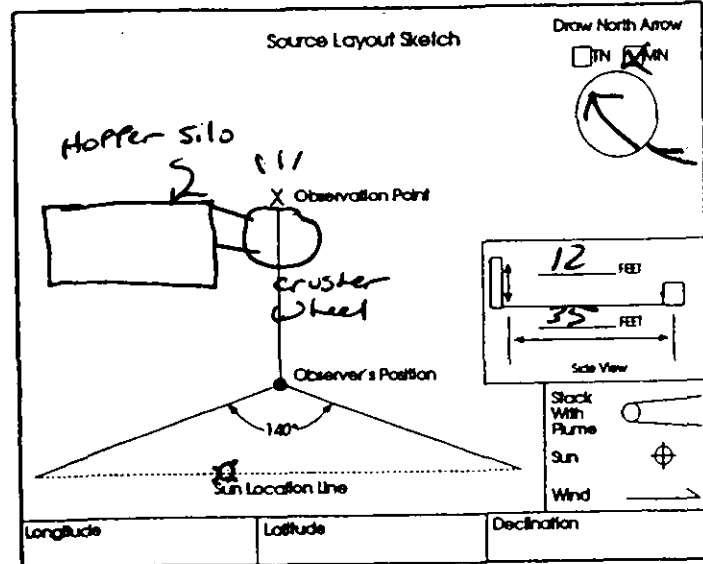 Source Layout Sketch
Draw North Arrow
TN MN
Hopper Silo
X Observation Point
crusher
wheel
12 FEET
35 FEET
Side View
Observer's Position
140°
Sun Location Line
Stack
With
Plume
Sun
Wind
Longitude
Latitude
Declination